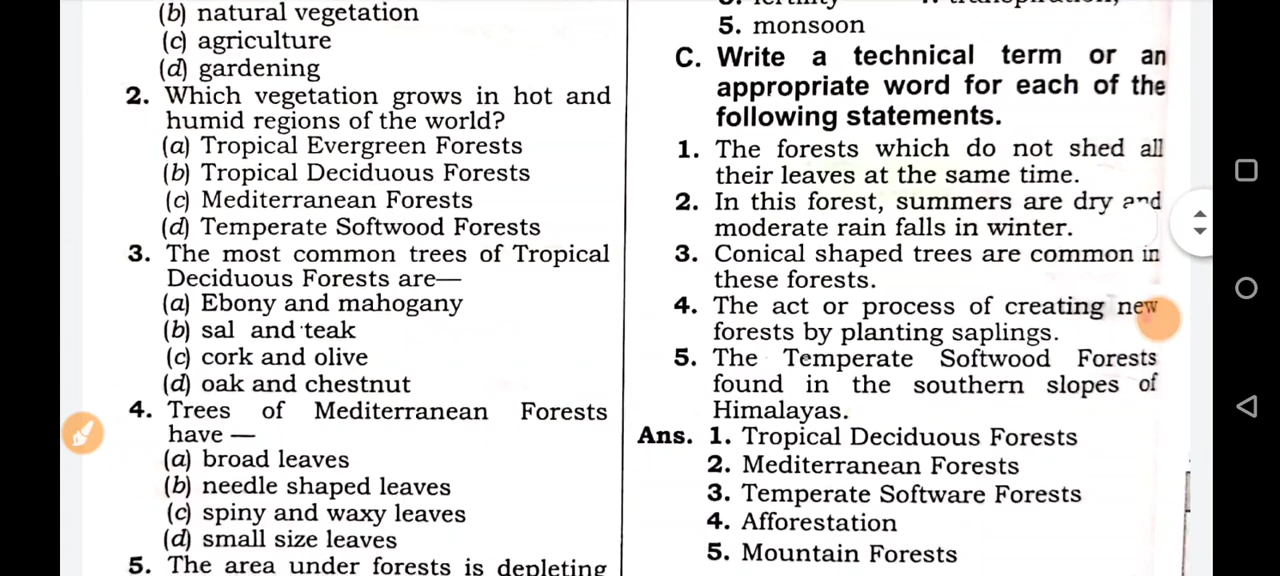 (b) natural vegetation
(c) agriculture
(d) gardening
2. Which vegetation grows in hot and
humid regions of the world?
(a) Tropical Evergreen Forests
(b) Tropical Deciduous Forests
(c) Mediterranean Forests
(d) Temperate Softwood Forests
3. The most common trees of Tropical
Deciduous Forests are—
(a) Ebony and mahogany
(b) sal and teak
(c) cork and olive
(d) oak and chestnut
4. Trees of Mediterranean Forests
have —
(a) broad leaves
(b) needle shaped leaves
(c) spiny and waxy leaves
(d) small size leaves
5. The area under forests is depleting
5. monsoon
C. Write a technical term or an
appropriate word for each of the
following statements.
1. The forests which do not shed all
their leaves at the same time.
2. In this forest, summers are dry and
moderate rain falls in winter.
3. Conical shaped trees are common in
these forests.
4. The act or process of creating new
forests by planting saplings.
5. The Temperate Softwood Forests
found in the southern slopes of
Himalayas.
Ans. 1. Tropical Deciduous Forests
2. Mediterranean Forests
3. Temperate Software Forests
4. Afforestation
5. Mountain Forests